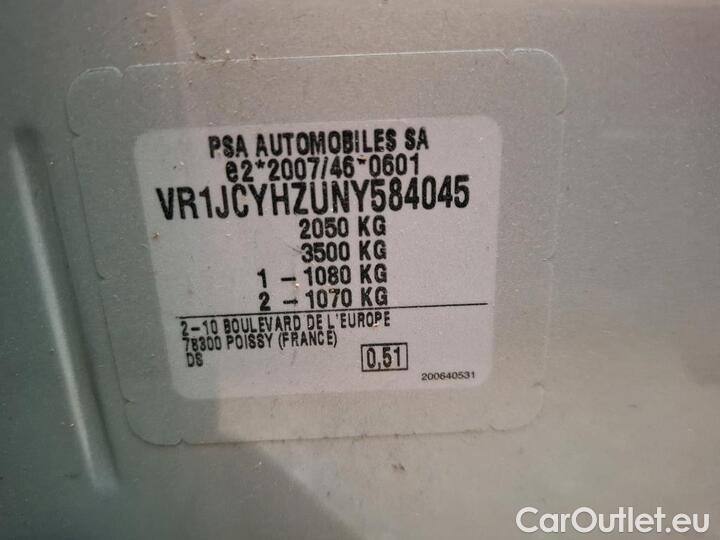 PSA AUTOMOBILES SA
e2*2007/46*0601
VR1JCYHZUNY584045
2050 KG
3500 KG
1 - 1080 KG
2 - 1070 KG
2-10 BOULEVARD DE L'EUROPE
78300 POISSY (FRANCE)
DS
0,51
200640531
CarOutlet.eu